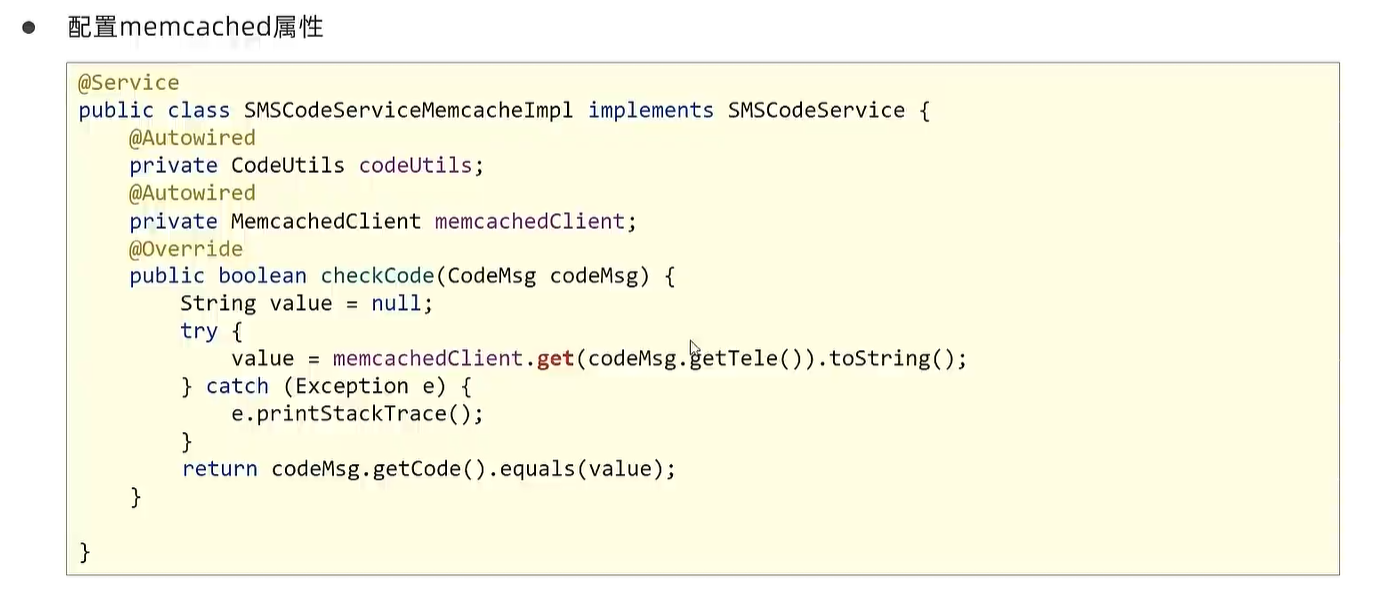 ● 配置memcached属性
@Service
public class SMSCodeServiceMemcacheImpl implements SMSCodeService {
    @Autowired
    private CodeUtils codeUtils;
    @Autowired
    private MemcachedClient memcachedClient;
    @Override
    public boolean checkCode(CodeMsg codeMsg) {
        String value = null;
        try {
            value = memcachedClient.get(codeMsg.getTele()).toString();
        } catch (Exception e) {
            e.printStackTrace();
        }
        return codeMsg.getCode().equals(value);
    }
}